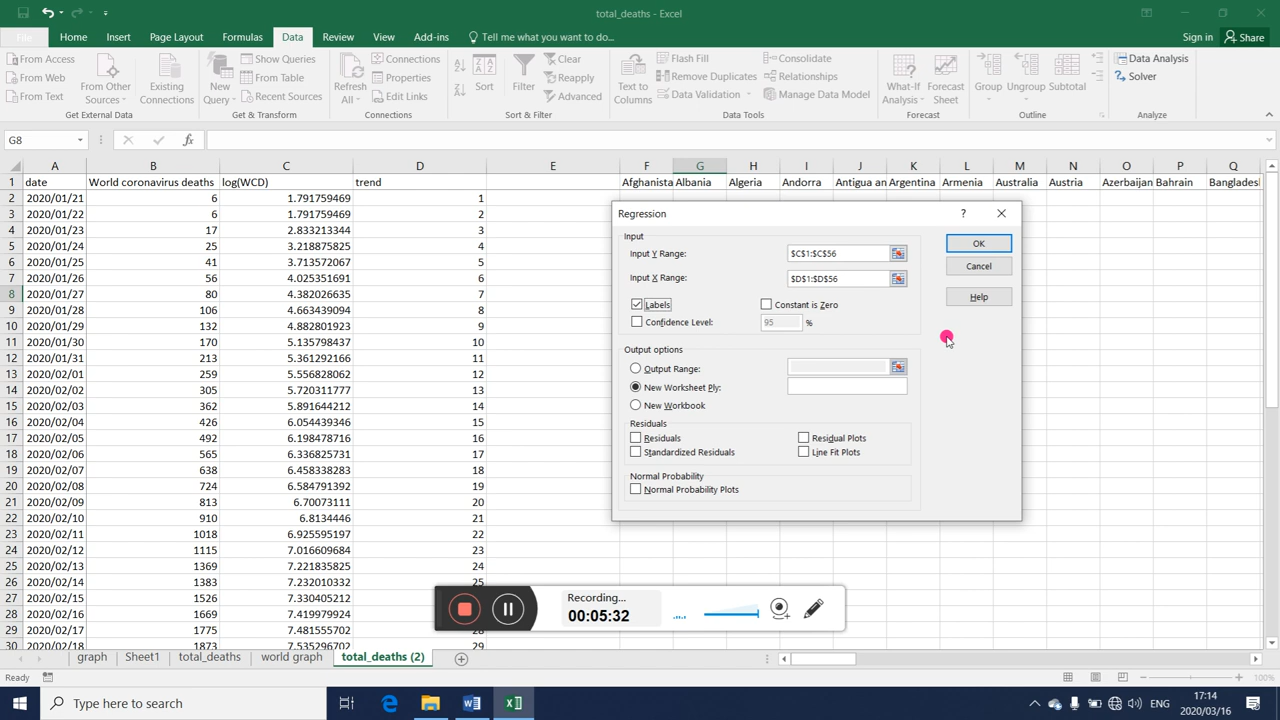 total_deaths - Excel
File Home Insert Page Layout Formulas Data Review View Add-ins Tell me what you want to do... Sign in Share
From Access
From Web
From Text
From Other Sources
Existing Connections
Get External Data
New Query
Show Queries
From Table
Recent Sources
Get & Transform
Refresh All
Connections
Properties
Edit Links
Connections
Sort
Filter
Clear
Reapply
Advanced
Sort & Filter
Text to Columns
Flash Fill
Remove Duplicates
Data Validation
Consolidate
Relationships
Manage Data Model
Data Tools
What-If Analysis
Forecast Sheet
Forecast
Group
Ungroup
Subtotal
Outline
Data Analysis
Solver
Analyze
G8
fx
A B C D E F G H I J K L M N O P Q
1 date World coronavirus deaths log(WCD) trend Afghanista Albania Algeria Andorra Antigua an Argentina Armenia Australia Austria Azerbaijan Bahrain Banglades
2 2020/01/21 6 1.791759469 1
3 2020/01/22 6 1.791759469 2
4 2020/01/23 17 2.833213344 3
5 2020/01/24 25 3.218875825 4
6 2020/01/25 41 3.713572067 5
7 2020/01/26 56 4.025351691 6
8 2020/01/27 80 4.382026635 7
9 2020/01/28 106 4.663439094 8
10 2020/01/29 132 4.882801923 9
11 2020/01/30 170 5.135798437 10
12 2020/01/31 213 5.361292166 11
13 2020/02/01 259 5.556828062 12
14 2020/02/02 305 5.720311777 13
15 2020/02/03 362 5.891644212 14
16 2020/02/04 426 6.054439346 15
17 2020/02/05 492 6.198478716 16
18 2020/02/06 565 6.336825731 17
19 2020/02/07 638 6.458338283 18
20 2020/02/08 724 6.584791392 19
21 2020/02/09 813 6.70073111 20
22 2020/02/10 910 6.8134446 21
23 2020/02/11 1018 6.925595197 22
24 2020/02/12 1115 7.016609684 23
25 2020/02/13 1369 7.221835825 24
26 2020/02/14 1383 7.232010332 25
27 2020/02/15 1526 7.330405212
28 2020/02/16 1669 7.419979924
29 2020/02/17 1775 7.481555702 28
30 2020/02/18 1873 7.535296702 29
Regression
?
Input
Input Y Range: $C$1:$C$56
Input X Range: $D$1:$D$56
Labels Constant is Zero
Confidence Level: 95 %
OK
Cancel
Help
Output options
Output Range:
New Worksheet Ply:
New Workbook
Residuals
Residuals Residual Plots
Standardized Residuals Line Fit Plots
Normal Probability
Normal Probability Plots
Recording...
00:05:32
graph Sheet1 total_deaths world graph total_deaths (2)
Ready 100%
Type here to search
ENG
17:14
2020/03/16